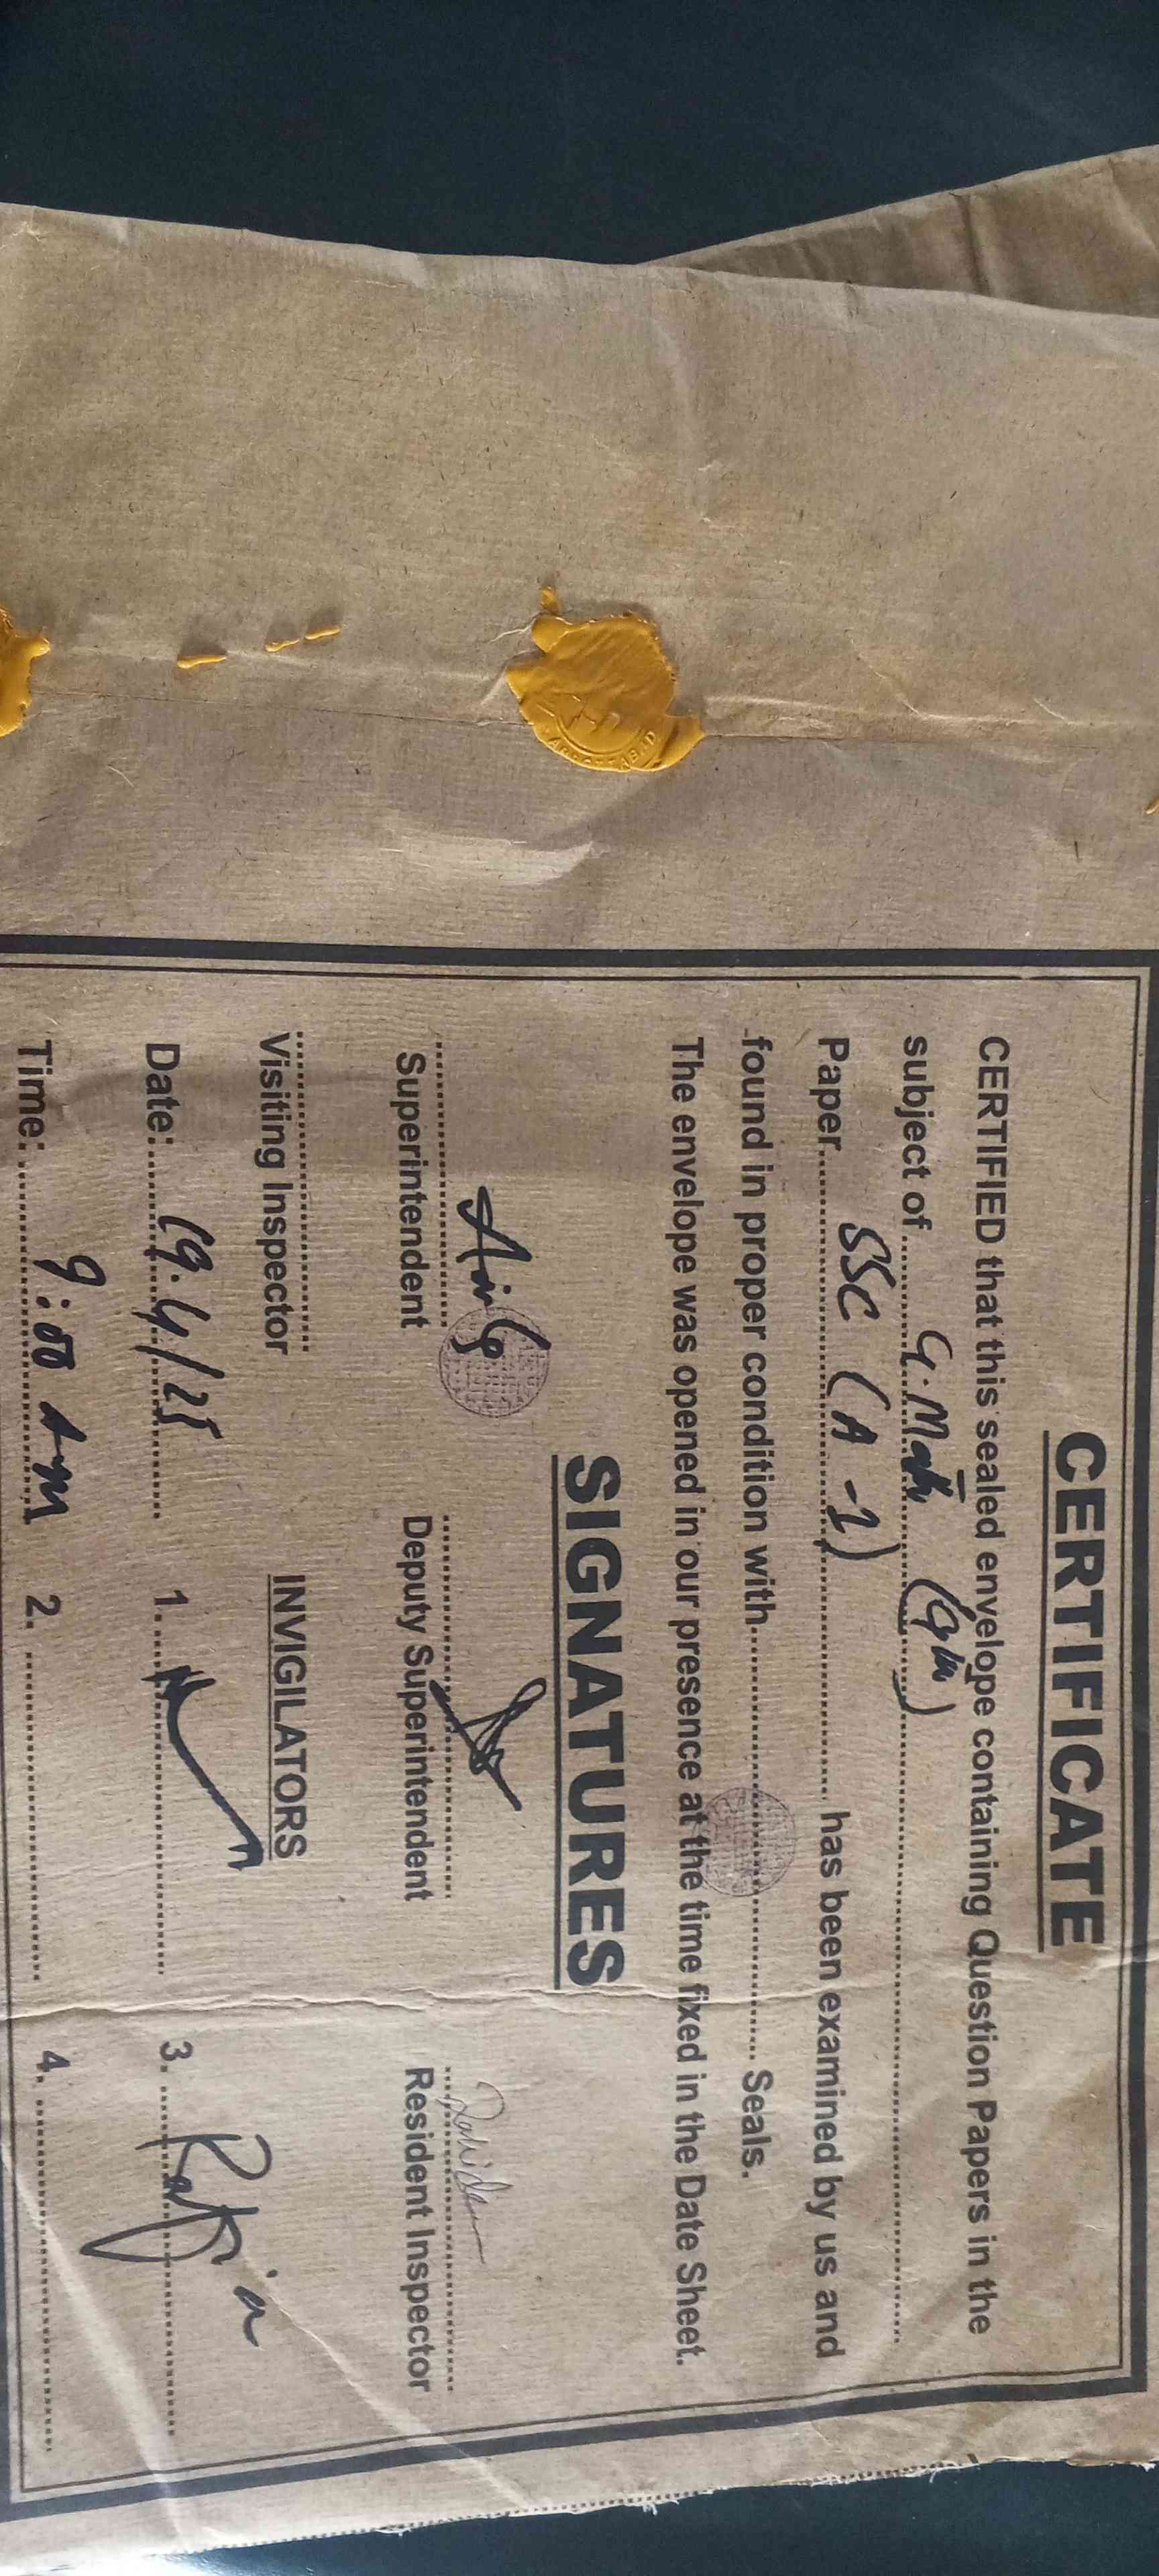 CERTIFICATE
CERTIFIED that this sealed envelope containing Question Papers in the
subject of G. Math (9th)
Paper SSC (A-1) has been examined by us and
found in proper condition with Seals.
The envelope was opened in our presence at the time fixed in the Date Sheet.
SIGNATURES
Superintendent Deputy Superintendent Resident Inspector
Visiting Inspector INVIGILATORS
Date: 19.4/25 1. 3.
Time: 9:00 Am 2. 4.